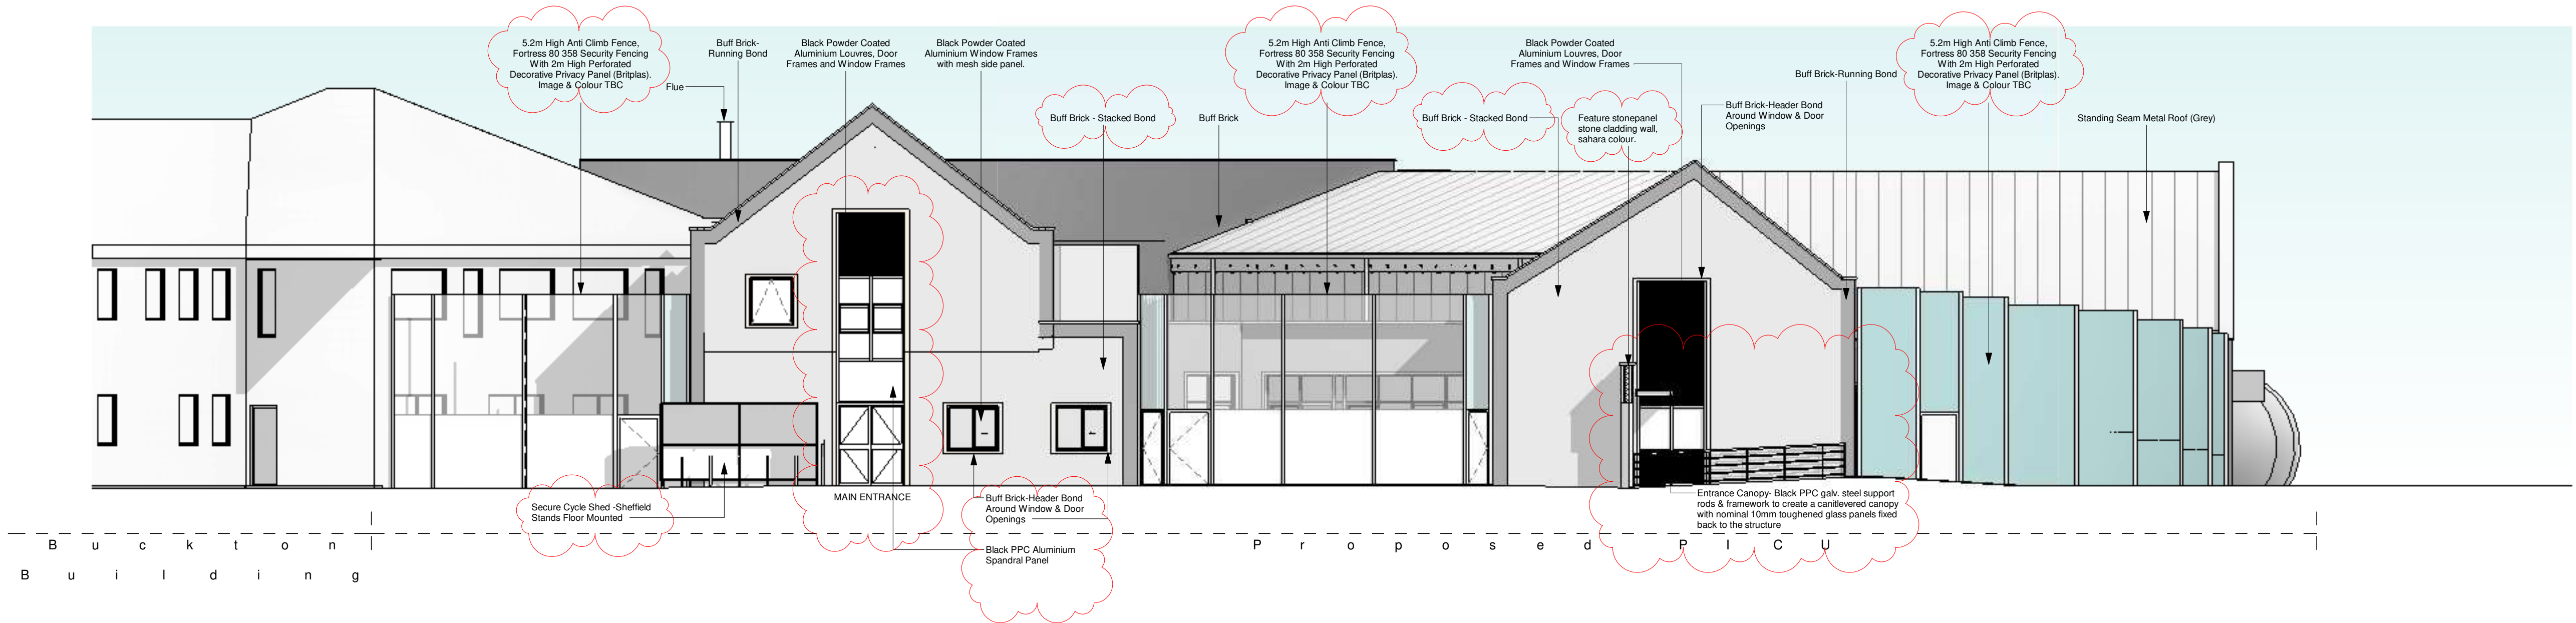 5.2m High Anti Climb Fence,
Fortress 80 358 Security Fencing
With 2m High Perforated
Decorative Privacy Panel (Britplas).
Image & Colour TBC
Flue
Buff Brick-
Running Bond
Black Powder Coated
Aluminium Louvres, Door
Frames and Window Frames
Black Powder Coated
Aluminium Window Frames
with mesh side panel.
Buff Brick - Stacked Bond
Buff Brick
5.2m High Anti Climb Fence,
Fortress 80 358 Security Fencing
With 2m High Perforated
Decorative Privacy Panel (Britplas).
Image & Colour TBC
Buff Brick - Stacked Bond
Black Powder Coated
Aluminium Louvres, Door
Frames and Window Frames
Feature stonepanel
stone cladding wall,
sahara colour.
Buff Brick-Header Bond
Around Window & Door
Openings
Buff Brick-Running Bond
5.2m High Anti Climb Fence,
Fortress 80 358 Security Fencing
With 2m High Perforated
Decorative Privacy Panel (Britplas).
Image & Colour TBC
Standing Seam Metal Roof (Grey)
Secure Cycle Shed -Sheffield
Stands Floor Mounted
MAIN ENTRANCE
Buff Brick-Header Bond
Around Window & Door
Openings
Black PPC Aluminium
Spandral Panel
Entrance Canopy- Black PPC galv. steel support
rods & framework to create a canitlevered canopy
with nominal 10mm toughened glass panels fixed
back to the structure
Buckton
Building
Proposed PICU